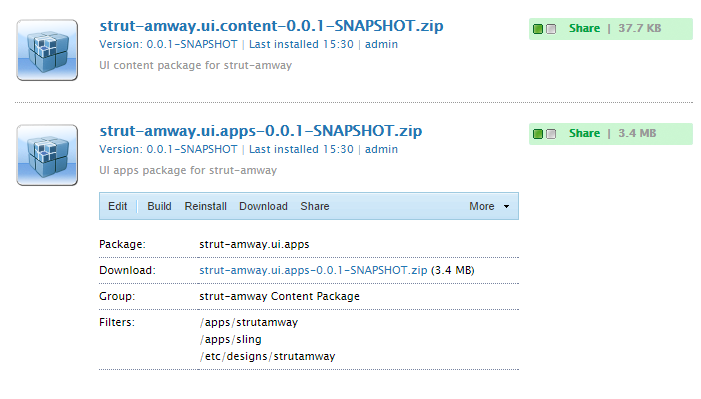 strut-amway.ui.content-0.0.1-SNAPSHOT.zip
Share | 37.7 KB
Version: 0.0.1-SNAPSHOT | Last installed 15:30 | admin
UI content package for strut-amway
strut-amway.ui.apps-0.0.1-SNAPSHOT.zip
Share | 3.4 MB
Version: 0.0.1-SNAPSHOT | Last installed 15:30 | admin
UI apps package for strut-amway
Edit Build Reinstall Download Share More
Package: strut-amway.ui.apps
Download: strut-amway.ui.apps-0.0.1-SNAPSHOT.zip (3.4 MB)
Group: strut-amway Content Package
Filters: /apps/strutamway
/apps/sling
/etc/designs/strutamway